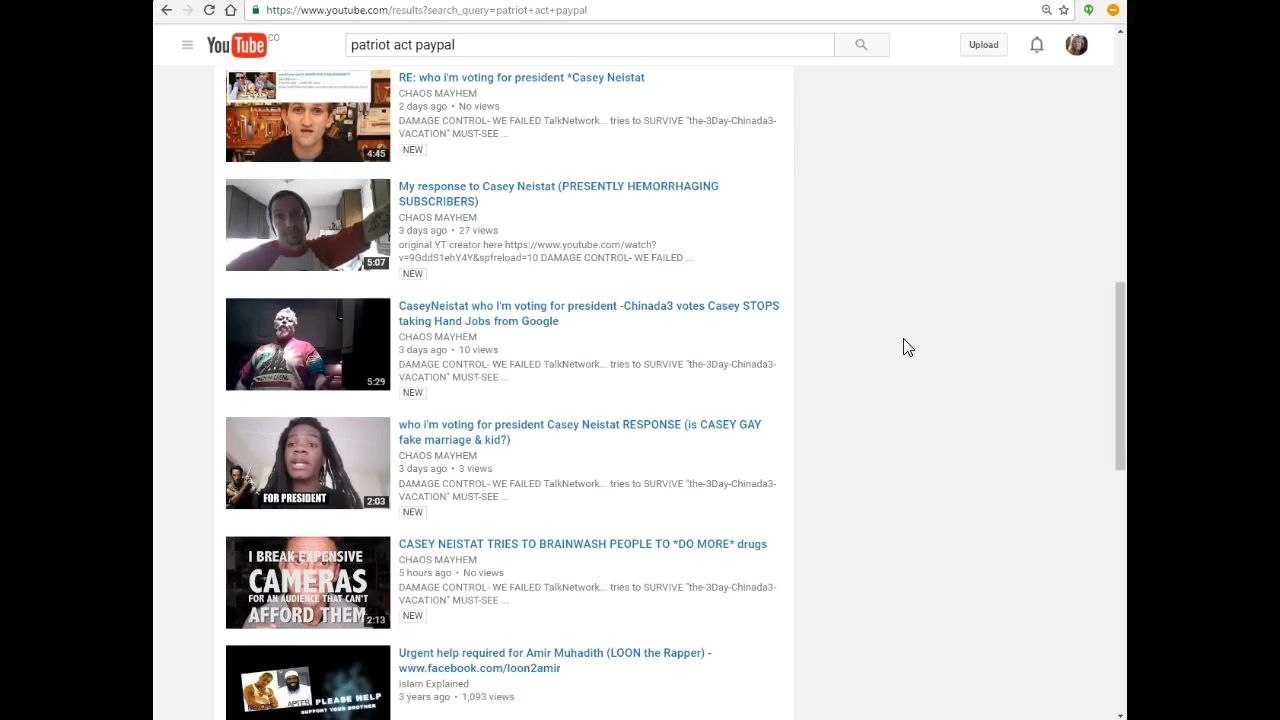 https://www.youtube.com/results?search_query=patriot+act+paypal
YouTube CO
patriot act paypal
Upload
RE: who i'm voting for president *Casey Neistat
CHAOS MAYHEM
2 days ago • No views
DAMAGE CONTROL- WE FAILED TalkNetwork... tries to SURVIVE "the-3Day-Chinada3-
VACATION" MUST-SEE ...
4:45
NEW
My response to Casey Neistat (PRESENTLY HEMORRHAGING
SUBSCRIBERS)
CHAOS MAYHEM
3 days ago • 27 views
original YT creator here https://www.youtube.com/watch?
v=9GddS1ehY4Y&spfreload=10 DAMAGE CONTROL- WE FAILED ...
5:07
NEW
CaseyNeistat who I'm voting for president -Chinada3 votes Casey STOPS
taking Hand Jobs from Google
CHAOS MAYHEM
3 days ago • 10 views
DAMAGE CONTROL- WE FAILED TalkNetwork... tries to SURVIVE "the-3Day-Chinada3-
VACATION" MUST-SEE ...
5:29
NEW
who i'm voting for president Casey Neistat RESPONSE (is CASEY GAY
fake marriage & kid?)
CHAOS MAYHEM
3 days ago • 3 views
DAMAGE CONTROL- WE FAILED TalkNetwork... tries to SURVIVE "the-3Day-Chinada3-
VACATION" MUST-SEE ...
FOR PRESIDENT
2:03
NEW
CASEY NEISTAT TRIES TO BRAINWASH PEOPLE TO *DO MORE* drugs
CHAOS MAYHEM
5 hours ago • No views
DAMAGE CONTROL- WE FAILED TalkNetwork... tries to SURVIVE "the-3Day-Chinada3-
VACATION" MUST-SEE ...
I BREAK EXPENSIVE
CAMERAS
FOR AN AUDIENCE THAT CAN'T
AFFORD THEM
2:13
NEW
Urgent help required for Amir Muhadith (LOON the Rapper) -
www.facebook.com/loon2amir
Islam Explained
3 years ago • 1,093 views
AFTER
PLEASE HELP
SUPPORT YOUR BROTHER